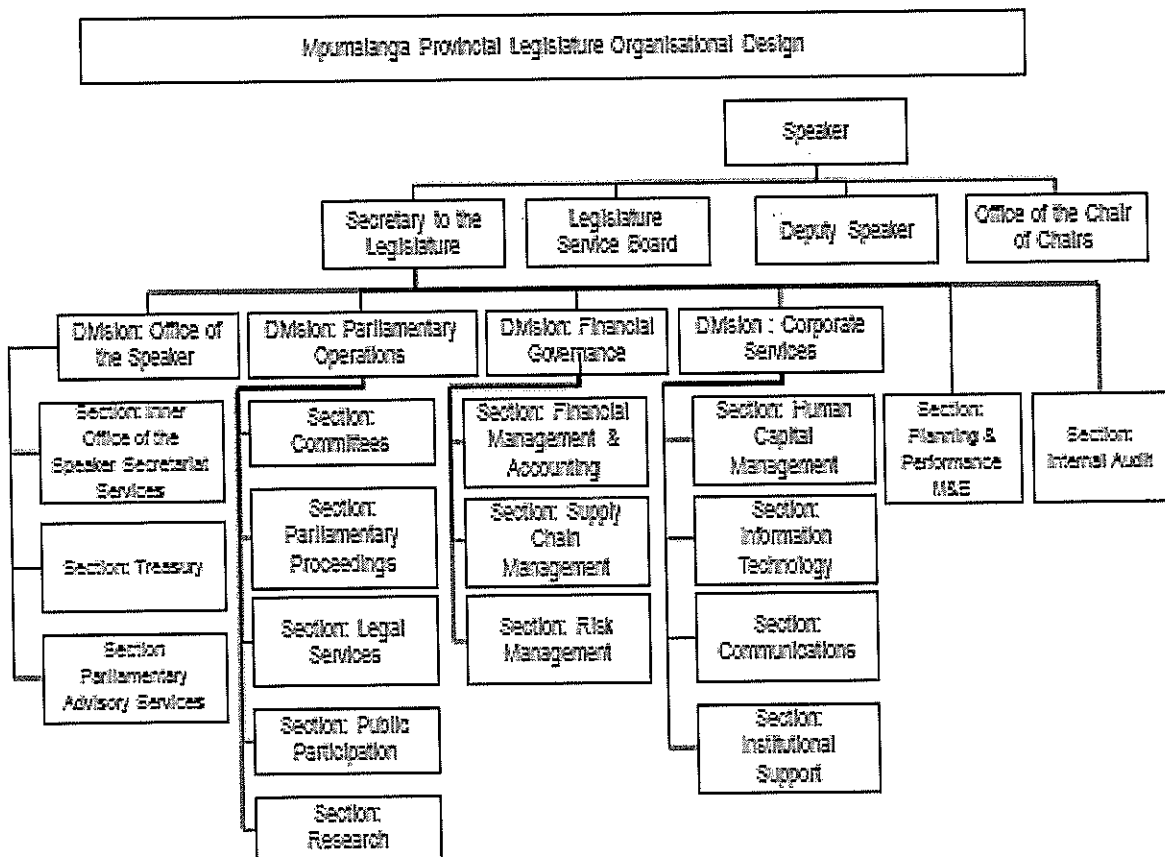 Mpumalanga Provincial Legislature Organisational Design
Speaker
Secretary to the
Legislature
Legislature
Service Board
Deputy Speaker
Office of the Chair
of Chairs
Division: Office of
the Speaker
Division: Parliamentary
Operations
Division: Financial
Governance
Division : Corporate
Services
Section: Inner
Office of the
Speaker Secretariat
Services
Section: Treasury
Section
Parliamentary
Advisory Services
Section:
Committees
Section:
Parliamentary
Proceedings
Section: Legal
Services
Section: Public
Participation
Section:
Research
Section: Financial
Management &
Accounting
Section: Supply
Chain
Management
Section: Risk
Management
Section: Human
Capital
Management
Section:
Information
Technology
Section:
Communications
Section:
Institutional
Support
Section:
Planning &
Performance
M&E
Section:
Internal Audit